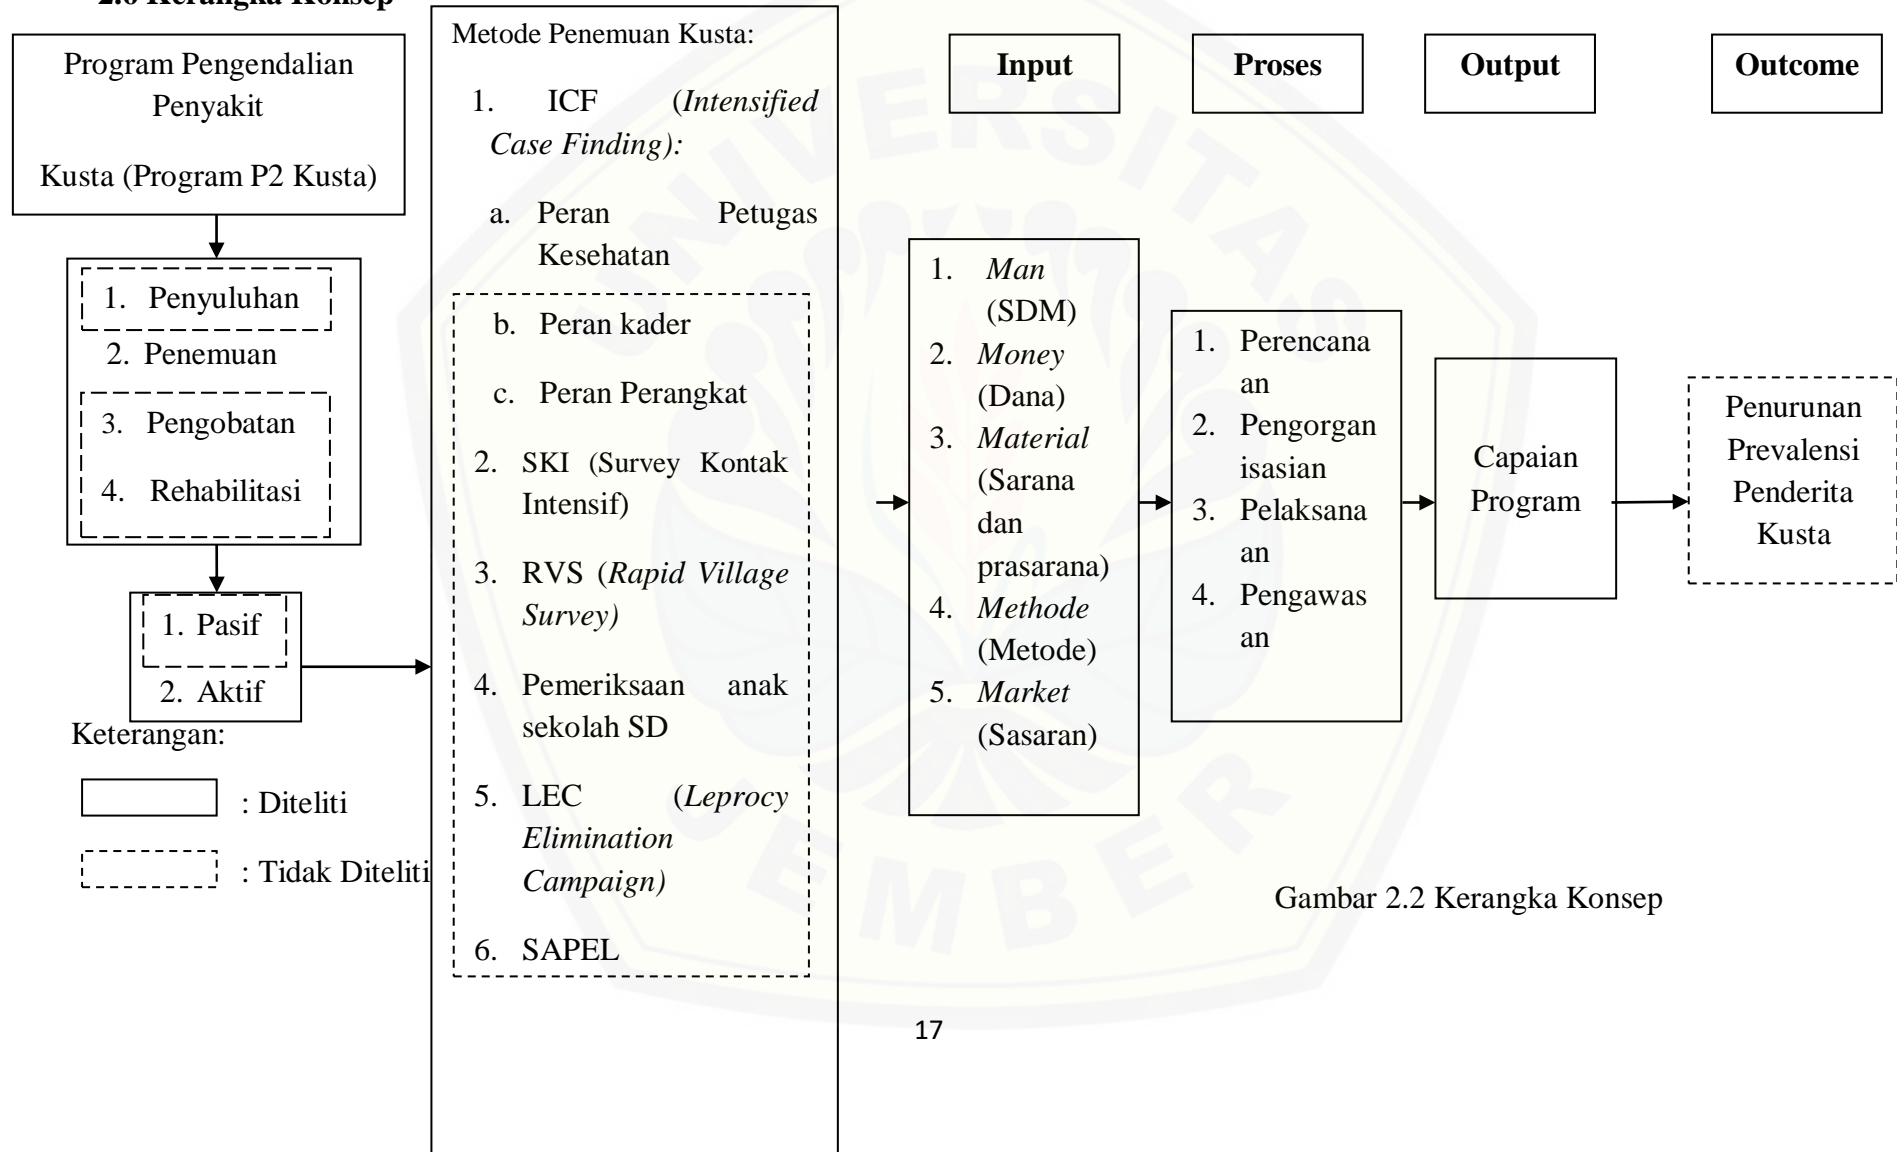 2.6 Kerangka Konsep
Program Pengendalian
Penyakit
Kusta (Program P2 Kusta)
1. Penyuluhan
2. Penemuan
3. Pengobatan
4. Rehabilitasi
1. Pasif
2. Aktif
Keterangan:
: Diteliti
: Tidak Diteliti
Metode Penemuan Kusta:
1. ICF (Intensified
Case Finding):
a. Peran Petugas
Kesehatan
b. Peran kader
c. Peran Perangkat
2. SKI (Survey Kontak
Intensif)
3. RVS (Rapid Village
Survey)
4. Pemeriksaan anak
sekolah SD
5. LEC (Leprocy
Elimination
Campaign)
6. SAPEL
Input
1. Man
(SDM)
2. Money
(Dana)
3. Material
(Sarana
dan
prasarana)
4. Methode
(Metode)
5. Market
(Sasaran)
Proses
1. Perencana
an
2. Pengorgan
isasian
3. Pelaksana
an
4. Pengawas
an
Output
Capaian
Program
Outcome
Penurunan
Prevalensi
Penderita
Kusta
Gambar 2.2 Kerangka Konsep
17
UNIVERSITAS
JEMBER